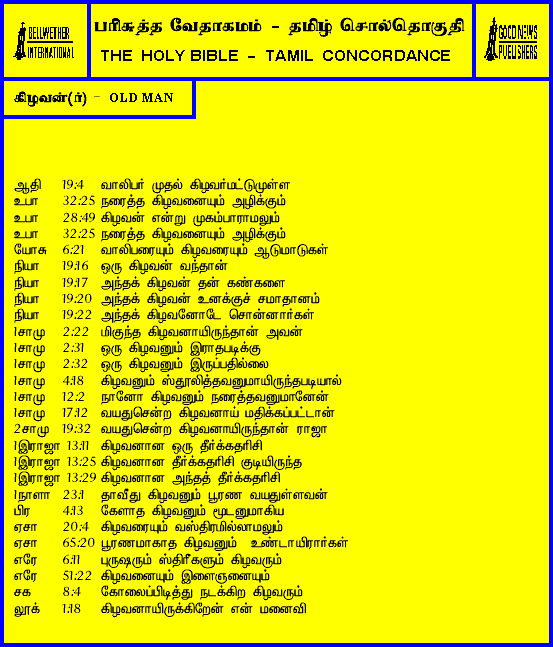 BELLWETHER
INTERNATIONAL
பரிசுத்த வேதாகமம் - தமிழ் சொல்தொகுதி
THE HOLY BIBLE - TAMIL CONCORDANCE
GOOD NEWS
PUBLISHERS
கிழவன்(ர்) - OLD MAN
ஆதி 19:4 வாலிபர் முதல் கிழவர்மட்டுமுள்ள
உபா 32:25 நரைத்த கிழவனையும் அழிக்கும்
உபா 28:49 கிழவன் என்று முகம்பாராமலும்
உபா 32:25 நரைத்த கிழவனையும் அழிக்கும்
யோசு 6:21 வாலிபரையும் கிழவரையும் ஆடுமாடுகள்
நியா 19:16 ஒரு கிழவன் வந்தான்
நியா 19:17 அந்தக் கிழவன் தன் கண்களை
நியா 19:20 அந்தக் கிழவன் உனக்குச் சமாதானம்
நியா 19:22 அந்தக் கிழவனோடே சொன்னார்கள்
1சாமு 2:22 மிகுந்த கிழவனாயிருந்தான் அவன்
1சாமு 2:31 ஒரு கிழவனும் இராதபடிக்கு
1சாமு 2:32 ஒரு கிழவனும் இருப்பதில்லை
1சாமு 4:18 கிழவனும் ஸ்தூலித்தவனுமாயிருந்தபடியால்
1சாமு 12:2 நானோ கிழவனும் நரைத்தவனுமானேன்
1சாமு 17:12 வயதுசென்ற கிழவனாய் மதிக்கப்பட்டான்
2சாமு 19:32 வயதுசென்ற கிழவனாயிருந்தான் ராஜா
1இராஜா 13:11 கிழவனான ஒரு தீர்க்கதரிசி
1இராஜா 13:25 கிழவனான தீர்க்கதரிசி குடியிருந்த
1இராஜா 13:29 கிழவனான அந்தத் தீர்க்கதரிசி
1நாளா 23:1 தாவீது கிழவனும் பூரண வயதுள்ளவன்
பிர 4:13 கேளாத கிழவனும் மூடனுமாகிய
ஏசா 20:4 கிழவரையும் வஸ்திரமில்லாமலும்
ஏசா 65:20 பூரணமாகாத கிழவனும் உண்டாயிரார்கள்
எரே 6:11 புருஷரும் ஸ்திரீகளும் கிழவரும்
எரே 51:22 கிழவனையும் இளைஞனையும்
சக 8:4 கோலைப்பிடித்து நடக்கிற கிழவரும்
லூக் 1:18 கிழவனாயிருக்கிறேன் என் மனைவி